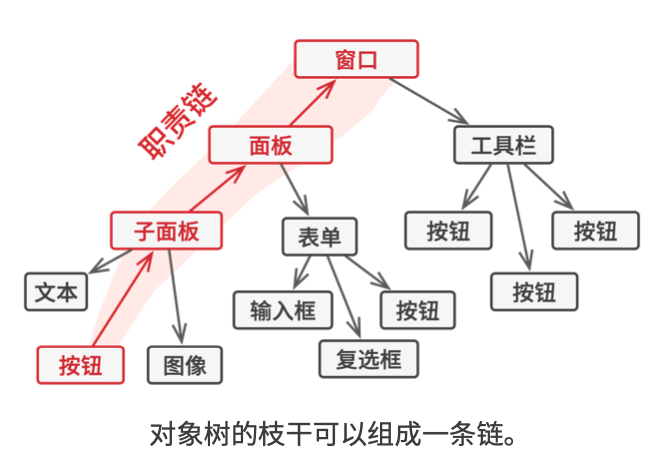 窗口
职责链
面板
工具栏
子面板
表单
按钮
按钮
文本
输入框
按钮
按钮
按钮
图像
复选框
对象树的枝干可以组成一条链。